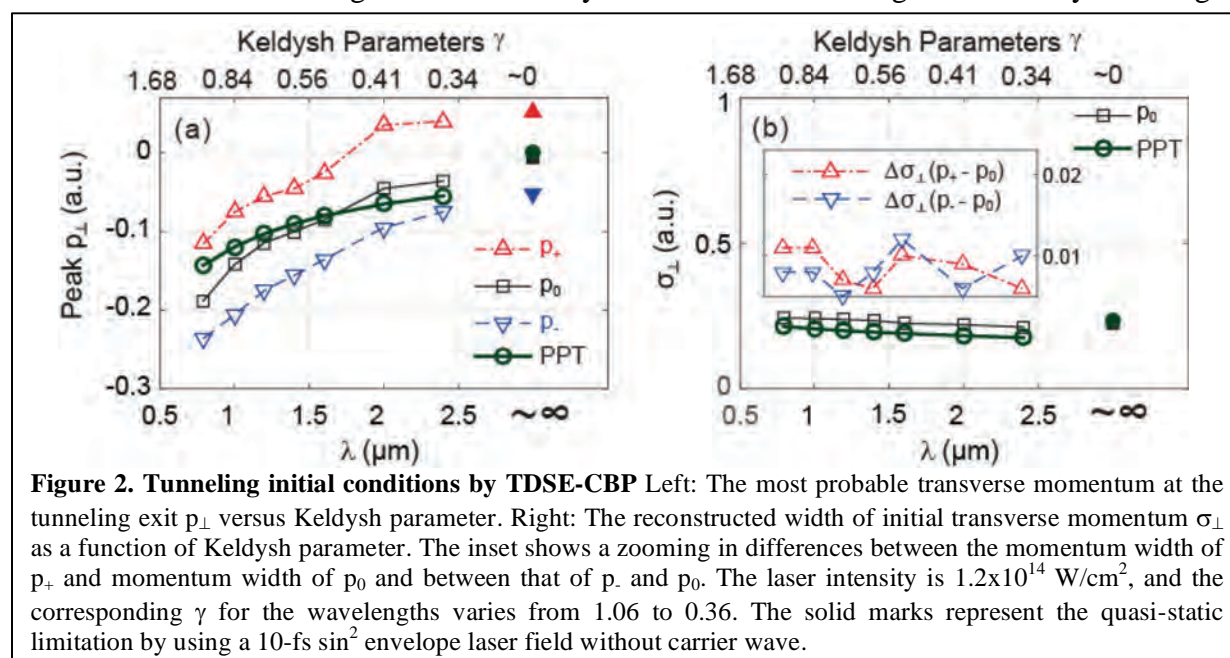 Keldysh Parameters γ
1.68 0.84 0.56 0.41 0.34 ~0
(a)
Peak p⊥ (a.u.)
0
-0.1
-0.2
-0.3
p+
p0
p-
PPT
0.5 1 1.5 2 2.5 ~∞
λ (μm)
Keldysh Parameters γ
1.68 0.84 0.56 0.41 0.34 ~0
(b)
σ⊥ (a.u.)
1
0.5
0
p0
PPT
Δσ⊥(p+ - p0)
Δσ⊥(p- - p0)
0.02
0.01
0.5 1 1.5 2 2.5 ~∞
λ (μm)
Figure 2. Tunneling initial conditions by TDSE-CBP Left: The most probable transverse momentum at the
tunneling exit p⊥ versus Keldysh parameter. Right: The reconstructed width of initial transverse momentum σ⊥
as a function of Keldysh parameter. The inset shows a zooming in differences between the momentum width of
p+ and momentum width of p0 and between that of p- and p0. The laser intensity is 1.2x10¹⁴ W/cm², and the
corresponding γ for the wavelengths varies from 1.06 to 0.36. The solid marks represent the quasi-static
limitation by using a 10-fs sin² envelope laser field without carrier wave.